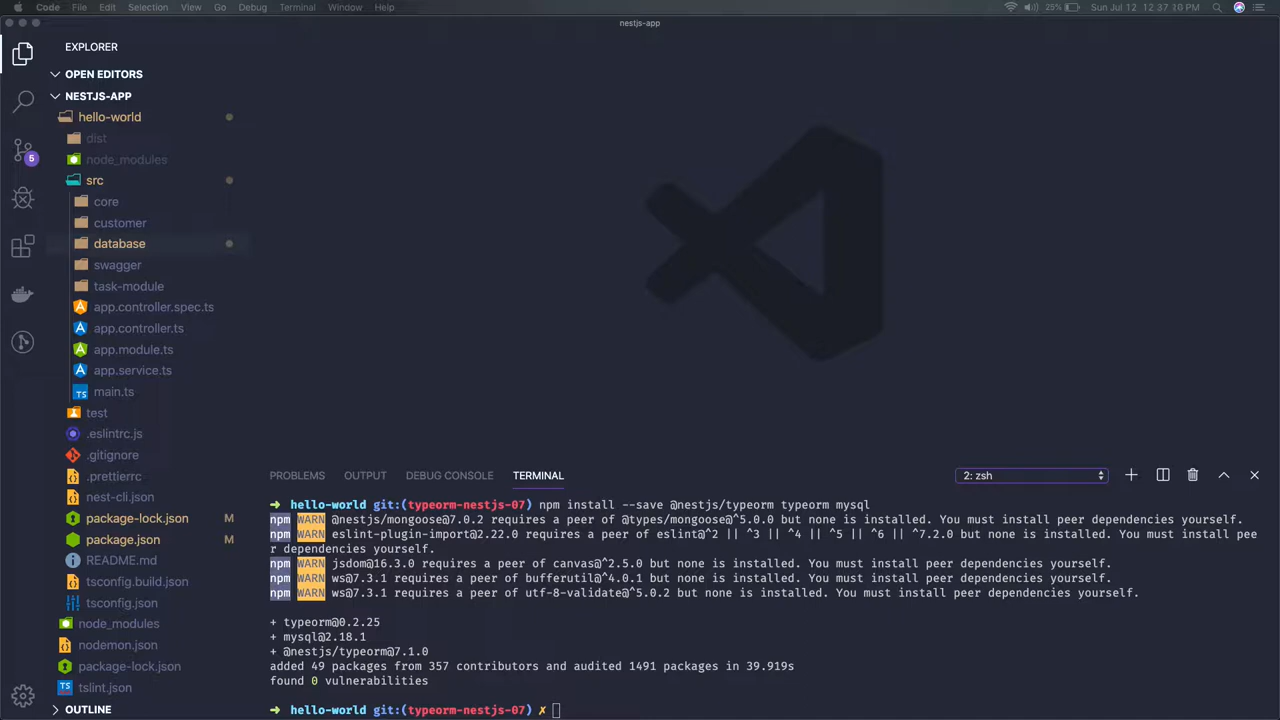 Code File Edit Selection View Go Debug Terminal Window Help 25% Sun Jul 12 12:37:10 PM
nestjs-app
EXPLORER
OPEN EDITORS
NESTJS-APP
hello-world
dist
node_modules
5
src
core
customer
database
swagger
task-module
app.controller.spec.ts
app.controller.ts
app.module.ts
app.service.ts
TS main.ts
test
.eslintrc.js
.gitignore
.prettierrc
nest-cli.json
package-lock.json M
package.json M
README.md
tsconfig.build.json
tsconfig.json
node_modules
nodemon.json
package-lock.json
TS tslint.json
OUTLINE
PROBLEMS OUTPUT DEBUG CONSOLE TERMINAL 2: zsh
➜ hello-world git:(typeorm-nestjs-07) npm install --save @nestjs/typeorm typeorm mysql
npm WARN @nestjs/mongoose@7.0.2 requires a peer of @types/mongoose@^5.0.0 but none is installed. You must install peer dependencies yourself.
npm WARN eslint-plugin-import@2.22.0 requires a peer of eslint@^2 || ^3 || ^4 || ^5 || ^6 || ^7.2.0 but none is installed. You must install pee
r dependencies yourself.
npm WARN jsdom@16.3.0 requires a peer of canvas@^2.5.0 but none is installed. You must install peer dependencies yourself.
npm WARN ws@7.3.1 requires a peer of bufferutil@^4.0.1 but none is installed. You must install peer dependencies yourself.
npm WARN ws@7.3.1 requires a peer of utf-8-validate@^5.0.2 but none is installed. You must install peer dependencies yourself.
+ typeorm@0.2.25
+ mysql@2.18.1
+ @nestjs/typeorm@7.1.0
added 49 packages from 357 contributors and audited 1491 packages in 39.919s
found 0 vulnerabilities
➜ hello-world git:(typeorm-nestjs-07) ✗